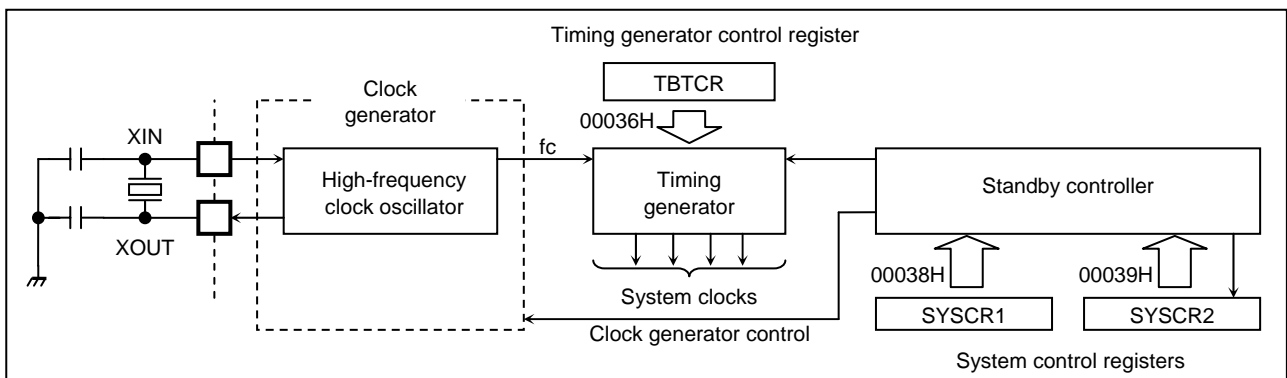 Timing generator control register
TBTCR
00036H
Clock
generator
XIN
XOUT
High-frequency
clock oscillator
fc
Timing
generator
Standby controller
System clocks
Clock generator control
00038H
SYSCR1
00039H
SYSCR2
System control registers